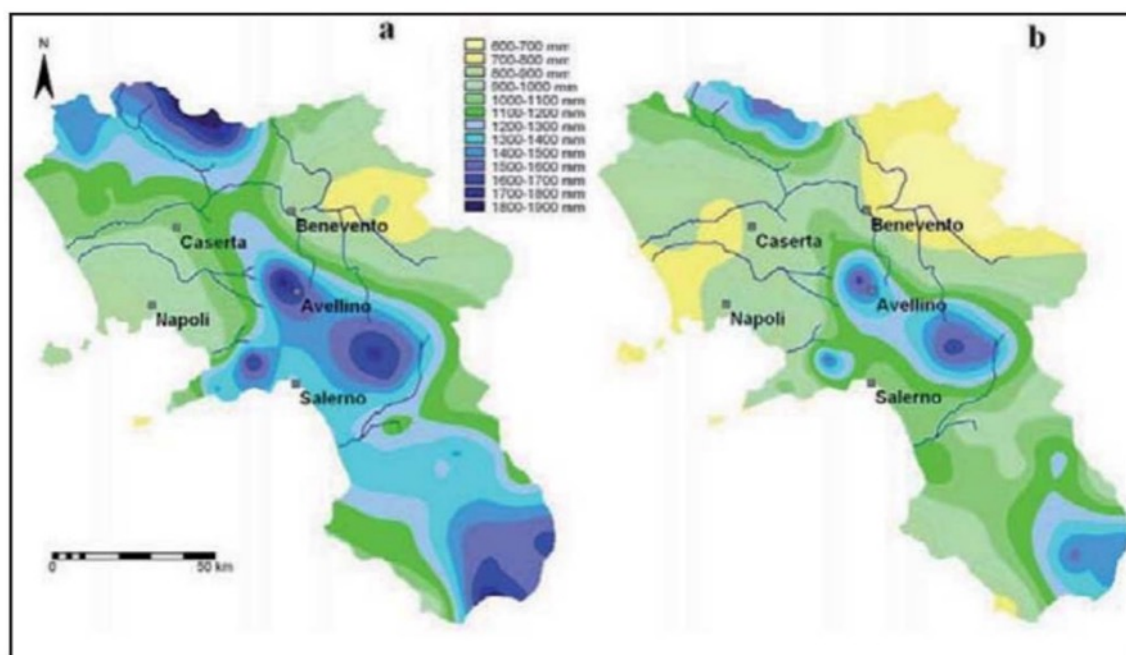 a
b
N
600-700 mm
700-800 mm
800-900 mm
900-1000 mm
1000-1100 mm
1100-1200 mm
1200-1300 mm
1300-1400 mm
1400-1500 mm
1500-1600 mm
1600-1700 mm
1700-1800 mm
1800-1900 mm
Benevento
Caserta
Avellino
Napoli
Salerno
0 50 km
Benevento
Caserta
Avellino
Napoli
Salerno